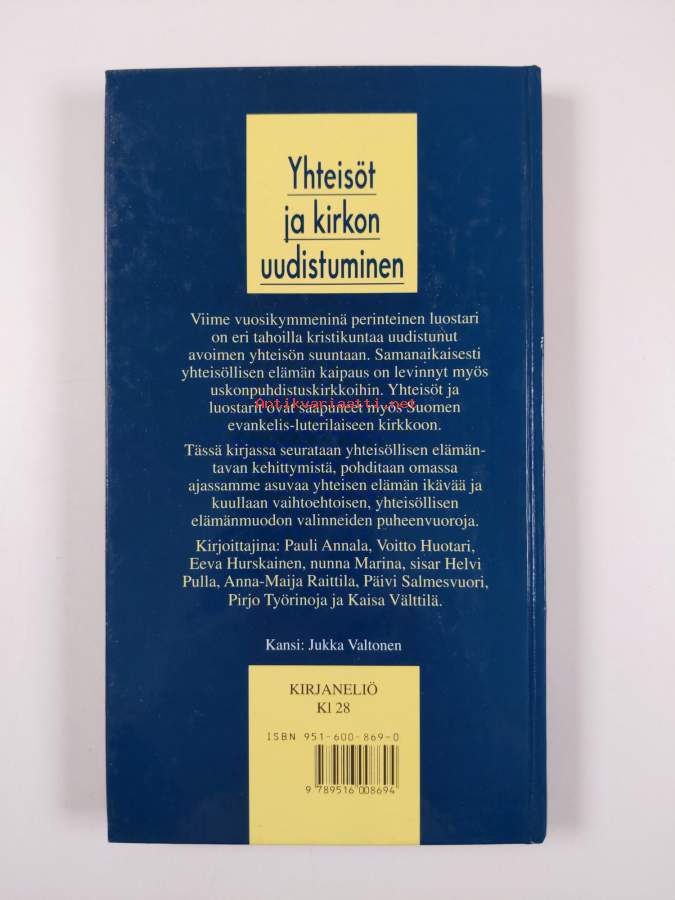 Yhteisöt
ja kirkon
uudistuminen
Viime vuosikymmeninä perinteinen luostari
on eri tahoilla kristikuntaa uudistunut
avoimen yhteisön suuntaan. Samanaikaisesti
yhteisöllisen elämän kaipaus on levinnyt myös
uskonpuhdistuskirkkoihin. Yhteisöt ja
Antikvariaatti.net
luostarit ovat saapuneet myös Suomen
evankelis-luterilaiseen kirkkoon.
Tässä kirjassa seurataan yhteisöllisen elämän-
tavan kehittymistä, pohditaan omassa
ajassamme asuvaa yhteisen elämän ikävää ja
kuullaan vaihtoehtoisen, yhteisöllisen
elämänmuodon valinneiden puheenvuoroja.
Kirjoittajina: Pauli Annala, Voitto Huotari,
Eeva Hurskainen, nunna Marina, sisar Helvi
Pulla, Anna-Maija Raittila, Päivi Salmesvuori,
Pirjo Työrinoja ja Kaisa Välttilä.
Kansi: Jukka Valtonen
KIRJANELIÖ
Kl 28
ISBN 951-600-869-0
9 789516 008694